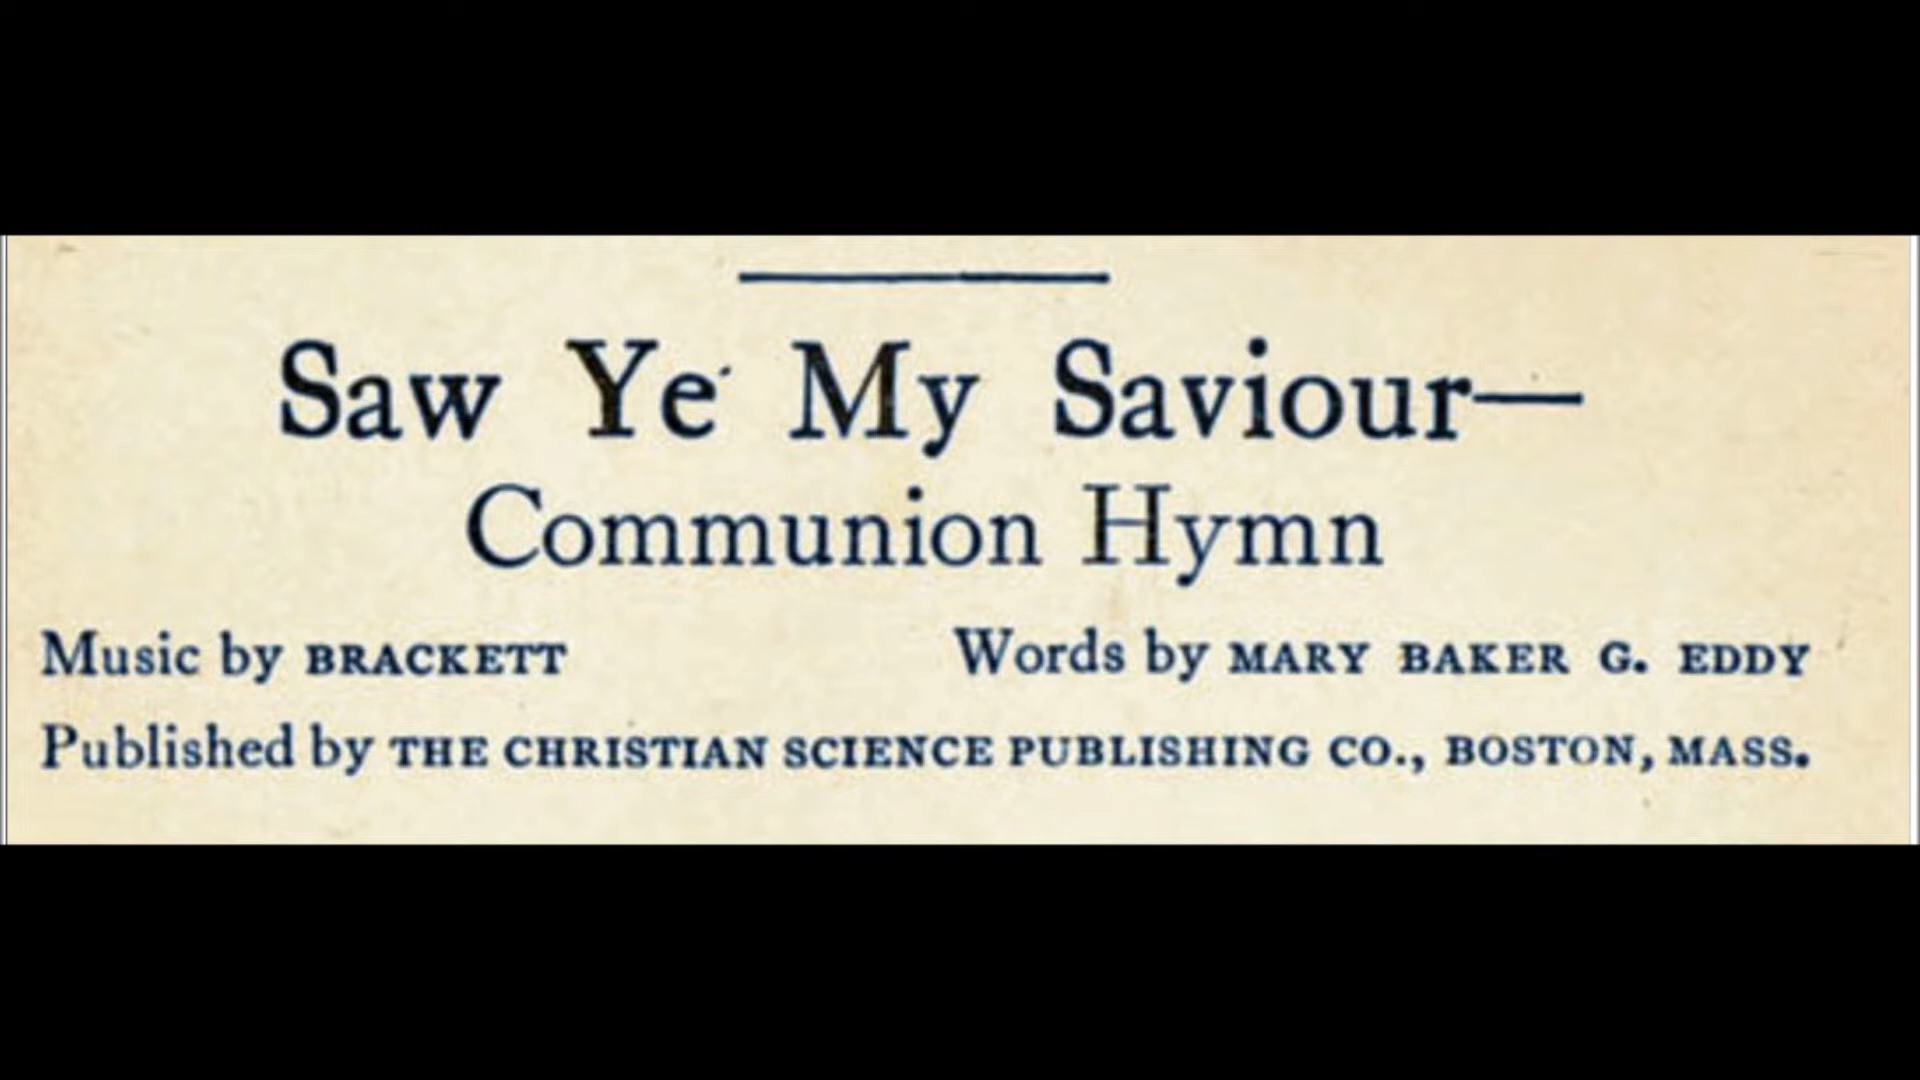 Saw Ye My Saviour—
Communion Hymn
Music by BRACKETT Words by MARY BAKER G. EDDY
Published by THE CHRISTIAN SCIENCE PUBLISHING CO., BOSTON, MASS.